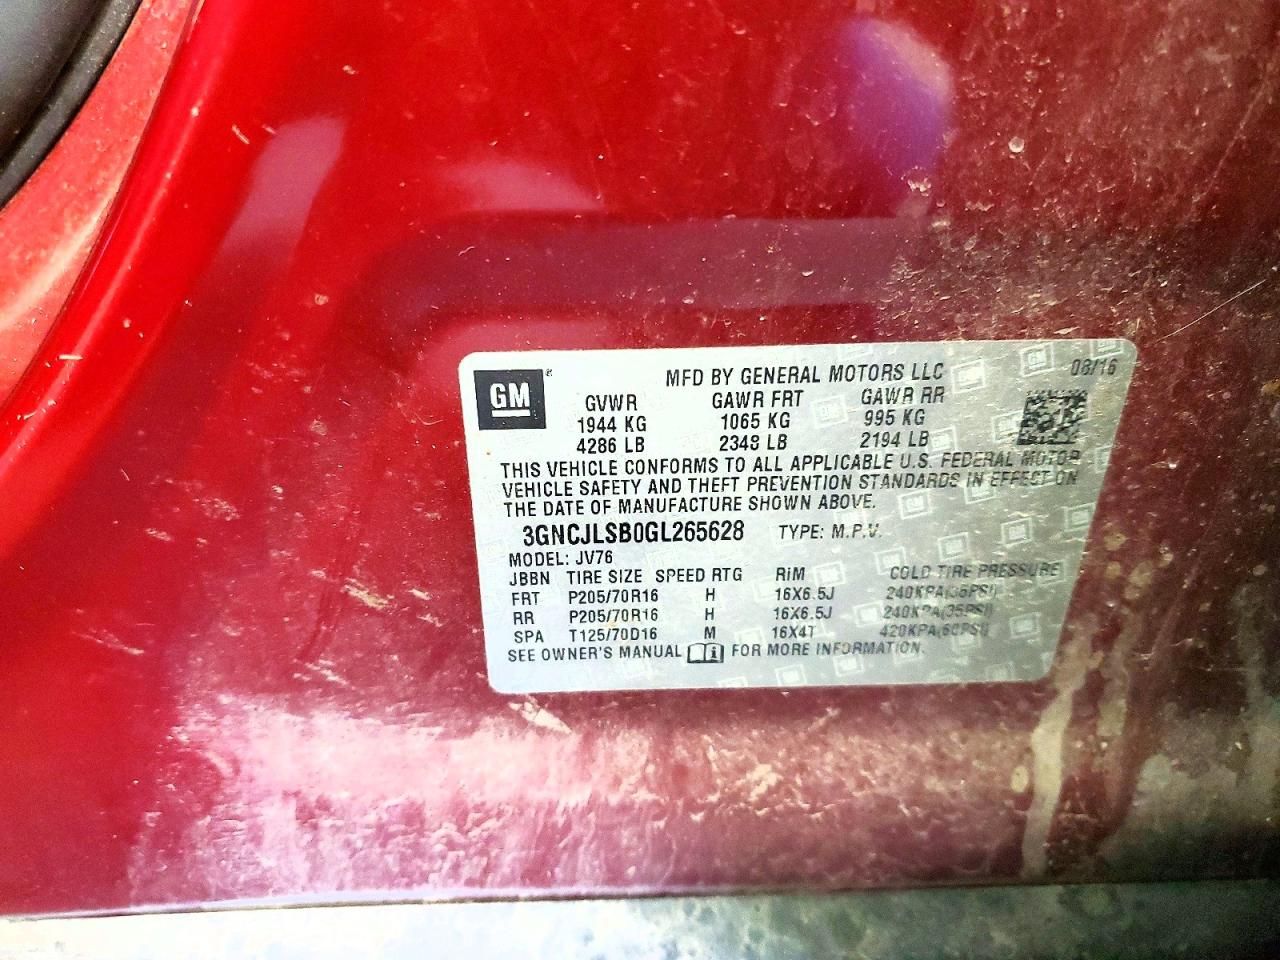 GM ®
MFD BY GENERAL MOTORS LLC 08/16
GVWR GAWR FRT GAWR RR
1944 KG 1065 KG 995 KG
4286 LB 2348 LB 2194 LB
THIS VEHICLE CONFORMS TO ALL APPLICABLE U.S. FEDERAL MOTOR
VEHICLE SAFETY AND THEFT PREVENTION STANDARDS IN EFFECT ON
THE DATE OF MANUFACTURE SHOWN ABOVE.
3GNCJLSB0GL265628 TYPE: M.P.V.
MODEL: JV76
JBBN TIRE SIZE SPEED RTG RiM COLD TIRE PRESSURE
FRT P205/70R16 H 16X6.5J 240KPA(35PSI)
RR P205/70R16 H 16X6.5J 240KPA(35PSI)
SPA T125/70D16 M 16X4T 420KPA(60PSI)
SEE OWNER'S MANUAL i FOR MORE INFORMATION.